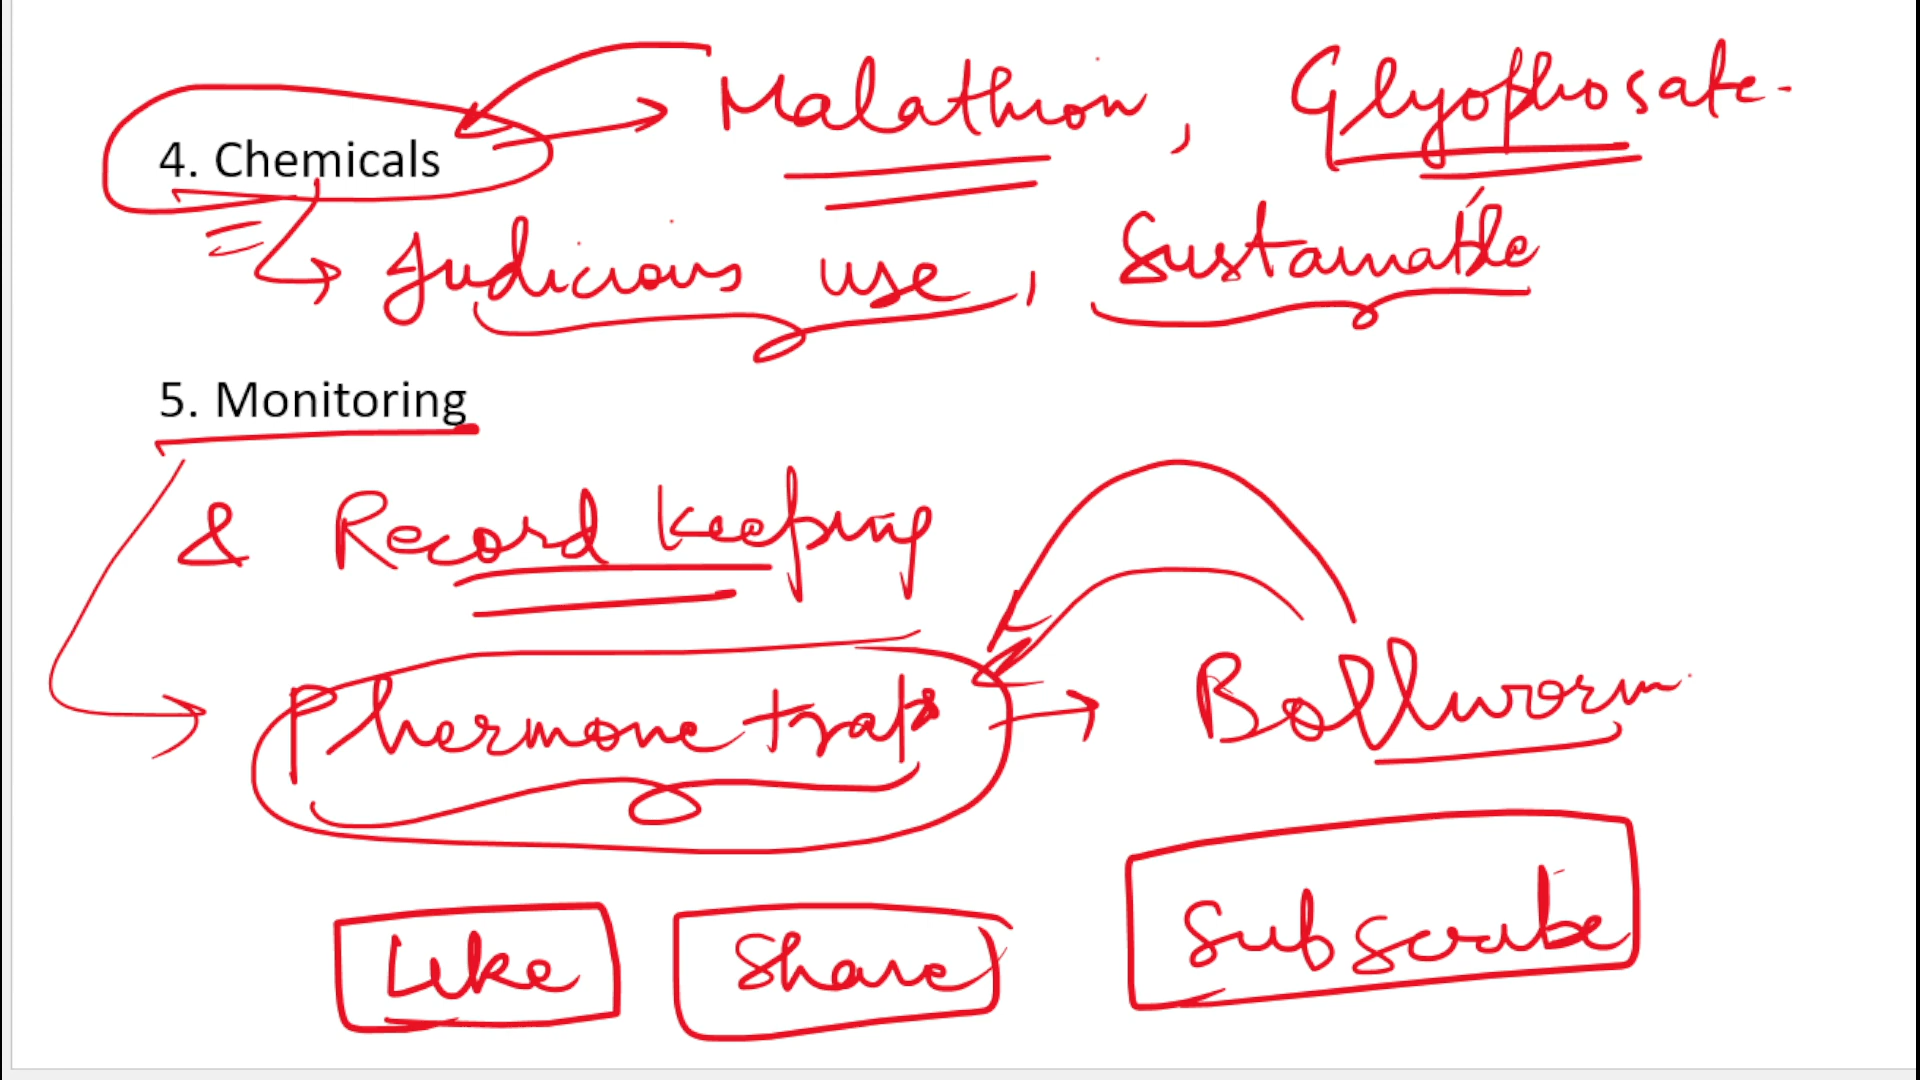 Malathion, Glyophosate.
4. Chemicals
Judicious use, Sustainable
5. Monitoring
& Record keeping
Phermone traps → Bollworm
Like Share Subscribe